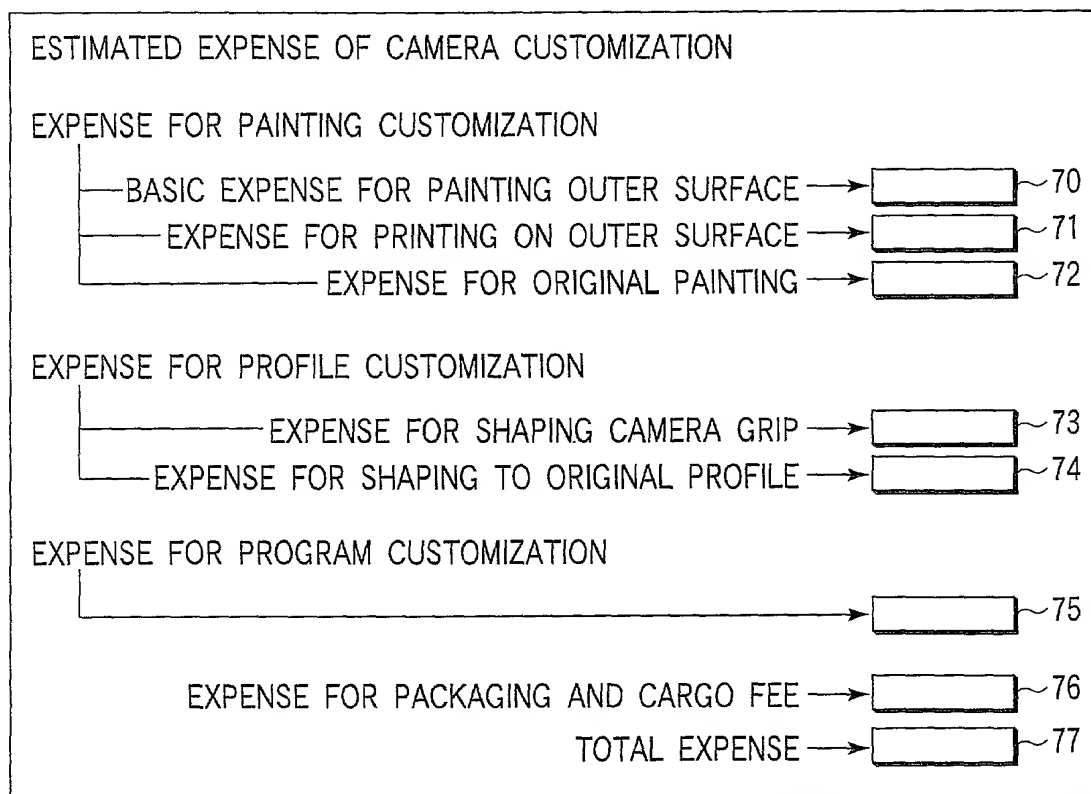 ESTIMATED EXPENSE OF CAMERA CUSTOMIZATION
EXPENSE FOR PAINTING CUSTOMIZATION
BASIC EXPENSE FOR PAINTING OUTER SURFACE 70
EXPENSE FOR PRINTING ON OUTER SURFACE 71
EXPENSE FOR ORIGINAL PAINTING 72
EXPENSE FOR PROFILE CUSTOMIZATION
EXPENSE FOR SHAPING CAMERA GRIP 73
EXPENSE FOR SHAPING TO ORIGINAL PROFILE 74
EXPENSE FOR PROGRAM CUSTOMIZATION
75
EXPENSE FOR PACKAGING AND CARGO FEE 76
TOTAL EXPENSE 77